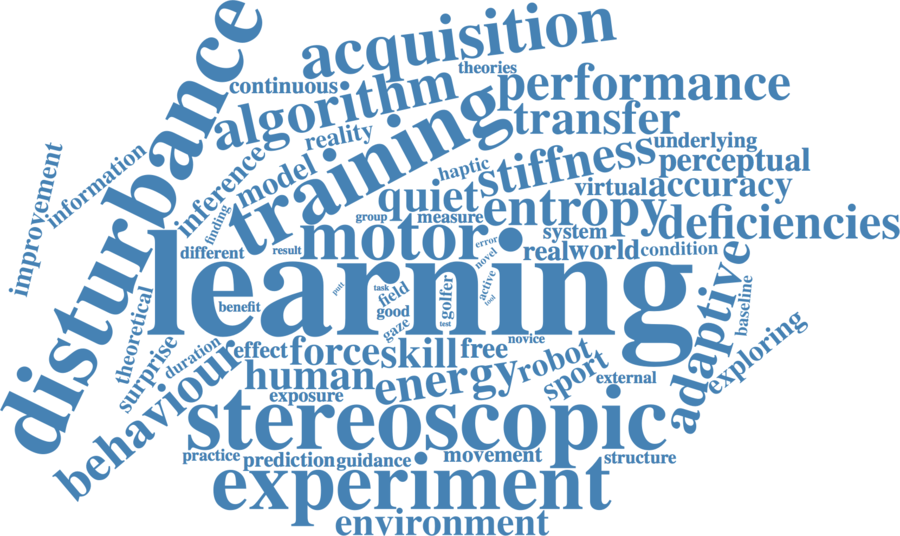 acquisition
disturbance
theories
continuous
algorithm
performance
training
transfer
reality
underlying
improvement
information
inference
model
haptic
stiffness
perceptual
virtual
accuracy
quiet
finding
group
measure
entropy
deficiencies
system
different
result
motor
error
realworld
condition
novel
learning
benefit
putt
task
field
good
gaze
golfer
test
active
tool
adaptive
baseline
theoretical
surprise
duration
effect
force
skill
free
novice
exploring
behaviour
human
exposure
energy
robot
sport
external
stereoscopic
practice
prediction
guidance
movement
structure
experiment
environment